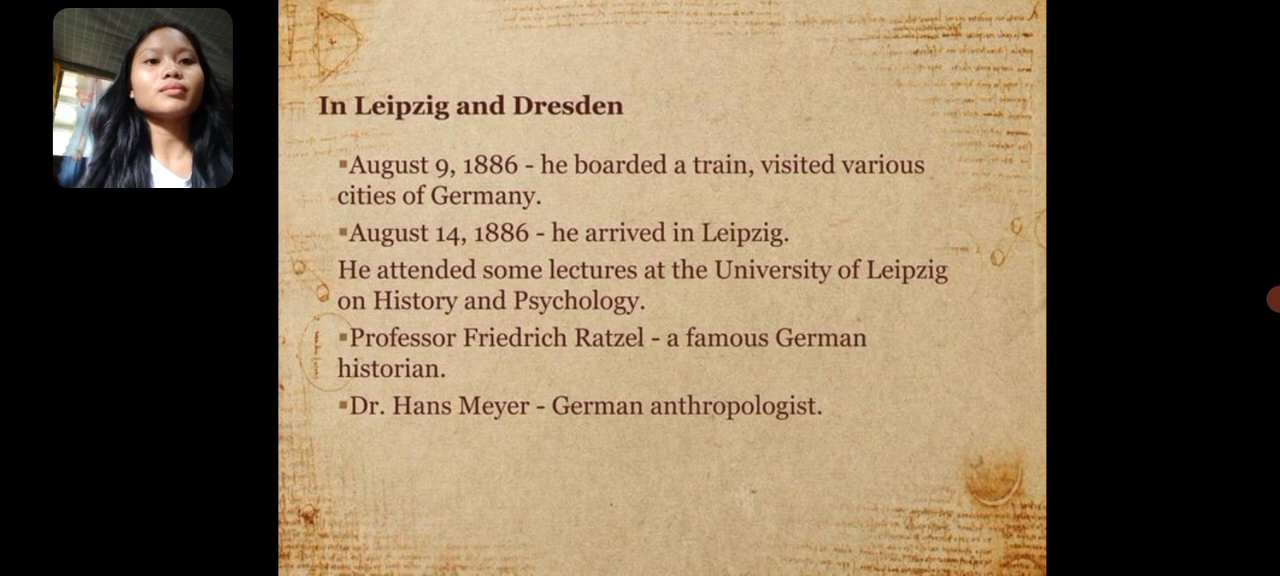 In Leipzig and Dresden
▪August 9, 1886 - he boarded a train, visited various
cities of Germany.
▪August 14, 1886 - he arrived in Leipzig.
He attended some lectures at the University of Leipzig
on History and Psychology.
▪Professor Friedrich Ratzel - a famous German
historian.
▪Dr. Hans Meyer - German anthropologist.